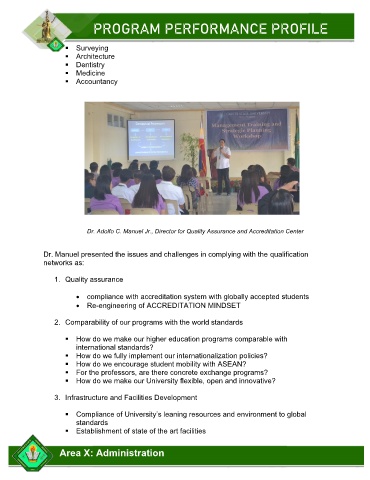 PROGRAM PERFORMANCE PROFILE
▪ Surveying
▪ Architecture
▪ Dentistry
▪ Medicine
▪ Accountancy
Management Training and
Strategic Planning
Workshop
Dr. Adolfo C. Manuel Jr., Director for Quality Assurance and Accreditation Center
Dr. Manuel presented the issues and challenges in complying with the qualification
networks as:
1. Quality assurance
• compliance with accreditation system with globally accepted students
• Re-engineering of ACCREDITATION MINDSET
2. Comparability of our programs with the world standards
▪ How do we make our higher education programs comparable with
international standards?
▪ How do we fully implement our internationalization policies?
▪ How do we encourage student mobility with ASEAN?
▪ For the professors, are there concrete exchange programs?
▪ How do we make our University flexible, open and innovative?
3. Infrastructure and Facilities Development
▪ Compliance of University's leaning resources and environment to global
standards
▪ Establishment of state of the art facilities
Area X: Administration